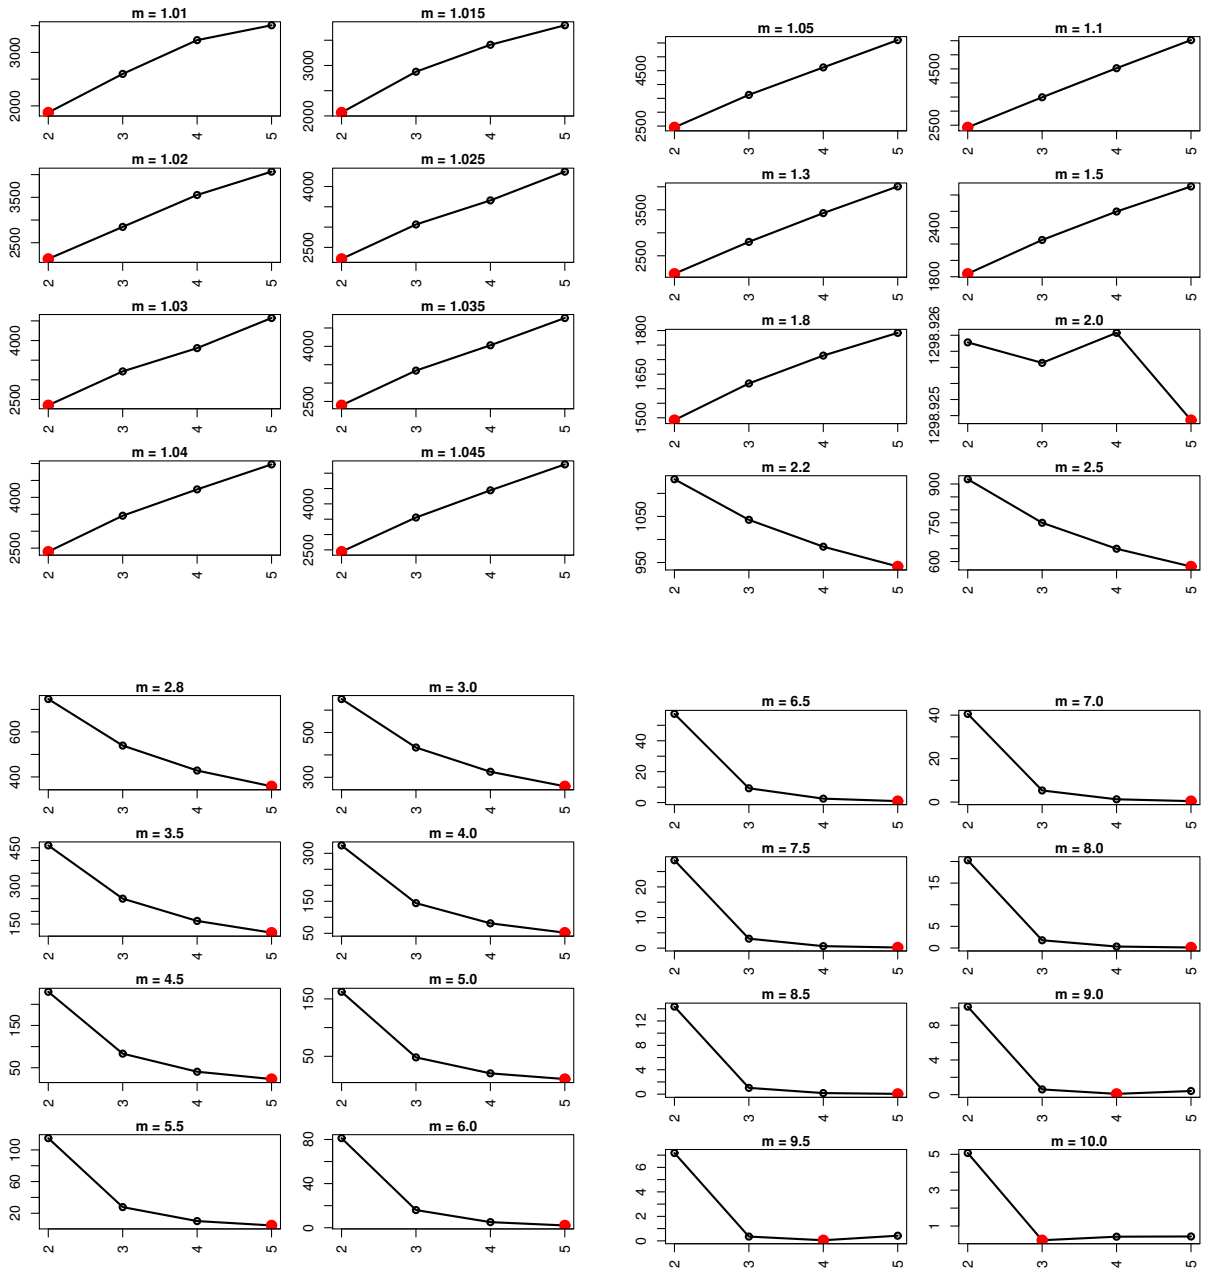 m = 1.01
2000 3000
2 3 4 5
m = 1.015
2000 3000
2 3 4 5
m = 1.02
2500 3500
2 3 4 5
m = 1.025
2500 4000
2 3 4 5
m = 1.03
2500 4000
2 3 4 5
m = 1.035
2500 4000
2 3 4 5
m = 1.04
2500 4000
2 3 4 5
m = 1.045
2500 4000
2 3 4 5
m = 1.05
2500 4500
2 3 4 5
m = 1.1
2500 4500
2 3 4 5
m = 1.3
2500 3500
2 3 4 5
m = 1.5
1800 2400
2 3 4 5
m = 1.8
1500 1650 1800
2 3 4 5
m = 2.0
1298.925 1298.926
2 3 4 5
m = 2.2
950 1050
2 3 4 5
m = 2.5
600 750 900
2 3 4 5
m = 2.8
400 600
2 3 4 5
m = 3.0
300 500
2 3 4 5
m = 3.5
150 300 450
2 3 4 5
m = 4.0
50 150 300
2 3 4 5
m = 4.5
50 150
2 3 4 5
m = 5.0
50 150
2 3 4 5
m = 5.5
20 60 100
2 3 4 5
m = 6.0
0 40 80
2 3 4 5
m = 6.5
0 20 40
2 3 4 5
m = 7.0
0 20 40
2 3 4 5
m = 7.5
0 10 20
2 3 4 5
m = 8.0
0 5 15
2 3 4 5
m = 8.5
0 4 8 12
2 3 4 5
m = 9.0
0 4 8
2 3 4 5
m = 9.5
0 2 4 6
2 3 4 5
m = 10.0
1 3 5
2 3 4 5